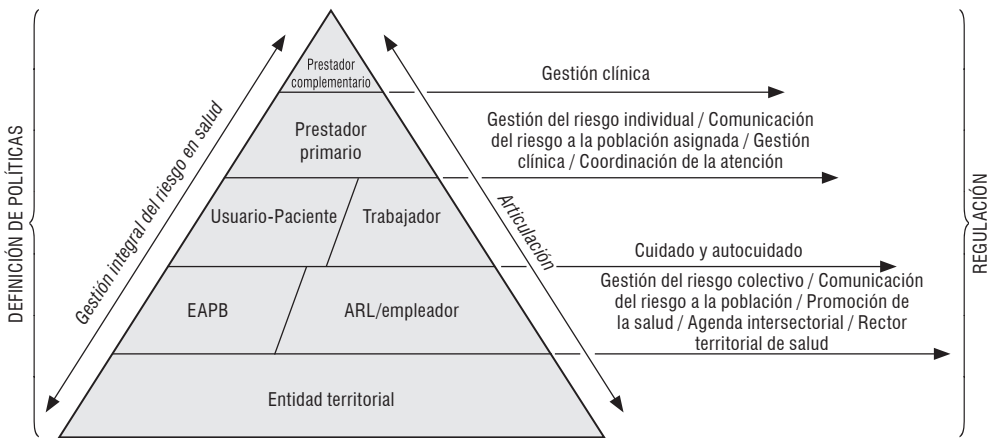 DEFINICIÓN DE POLÍTICAS
Gestión integral del riesgo en salud
Prestador
complementario
Prestador
primario
Usuario-Paciente
Trabajador
EAPB
ARL/empleador
Entidad territorial
Articulación
Gestión clínica
Gestión del riesgo individual / Comunicación
del riesgo a la población asignada / Gestión
clínica / Coordinación de la atención
Cuidado y autocuidado
Gestión del riesgo colectivo / Comunicación
del riesgo a la población / Promoción de
la salud / Agenda intersectorial / Rector
territorial de salud
REGULACIÓN